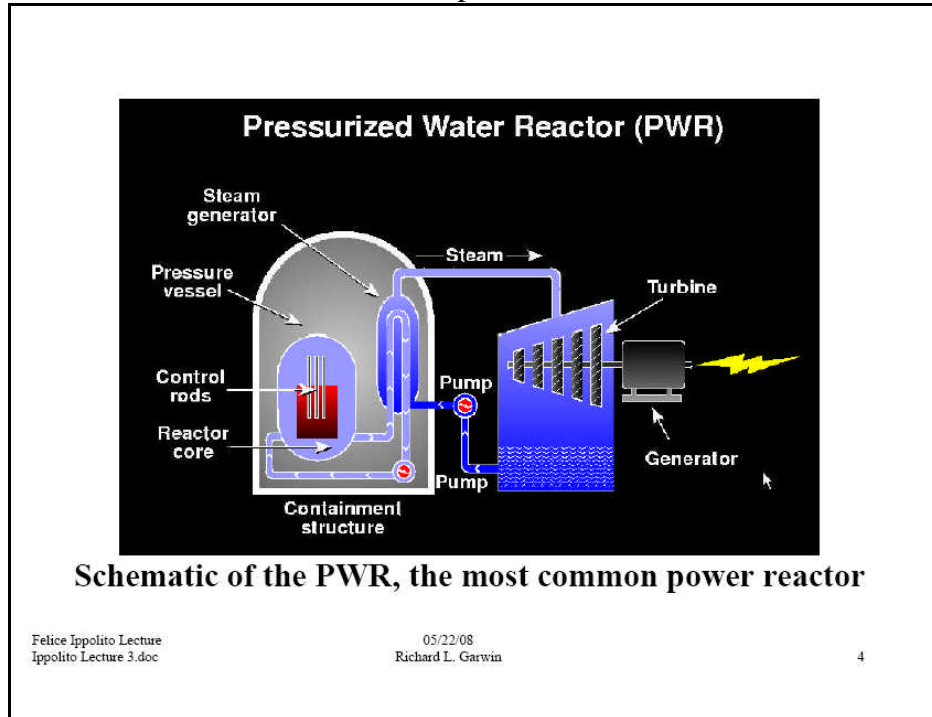 Pressurized Water Reactor (PWR)
Steam
generator
Steam
Pressure
vessel
Turbine
Control
rods
Pump
Reactor
core
Generator
Pump
Containment
structure
Schematic of the PWR, the most common power reactor
Felice Ippolito Lecture
Ippolito Lecture 3.doc
05/22/08
Richard L. Garwin
4